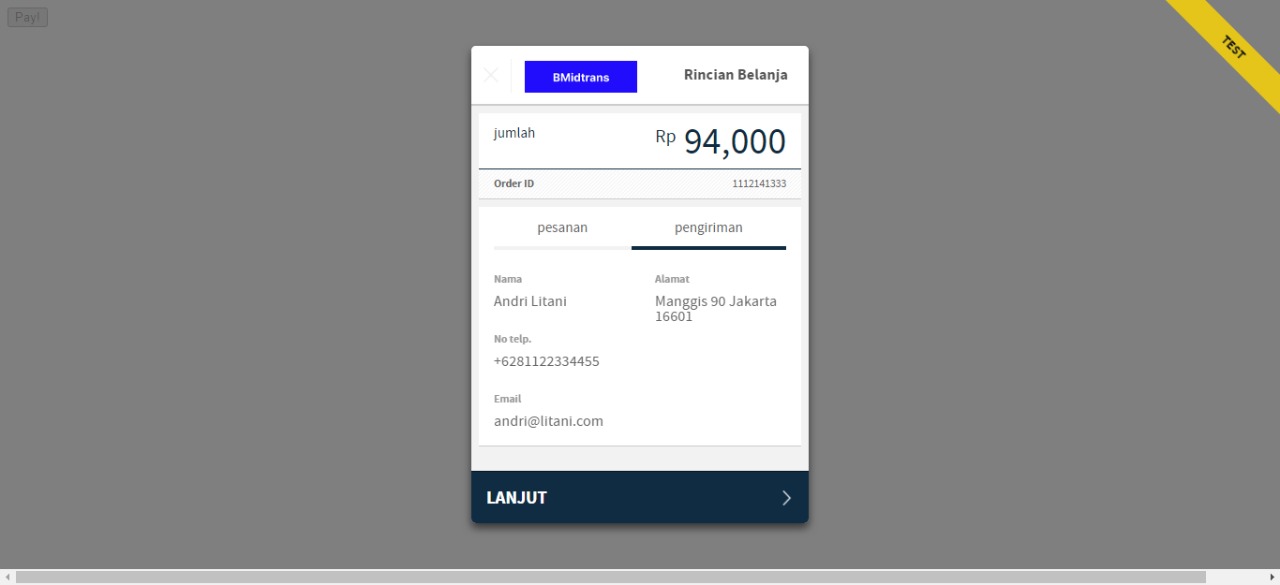 Pay!
TEST
BMidtrans
Rincian Belanja
jumlah
Rp 94,000
Order ID 1112141333
pesanan pengiriman
Nama
Andri Litani
Alamat
Manggis 90 Jakarta
16601
No telp.
+6281122334455
Email
andri@litani.com
LANJUT